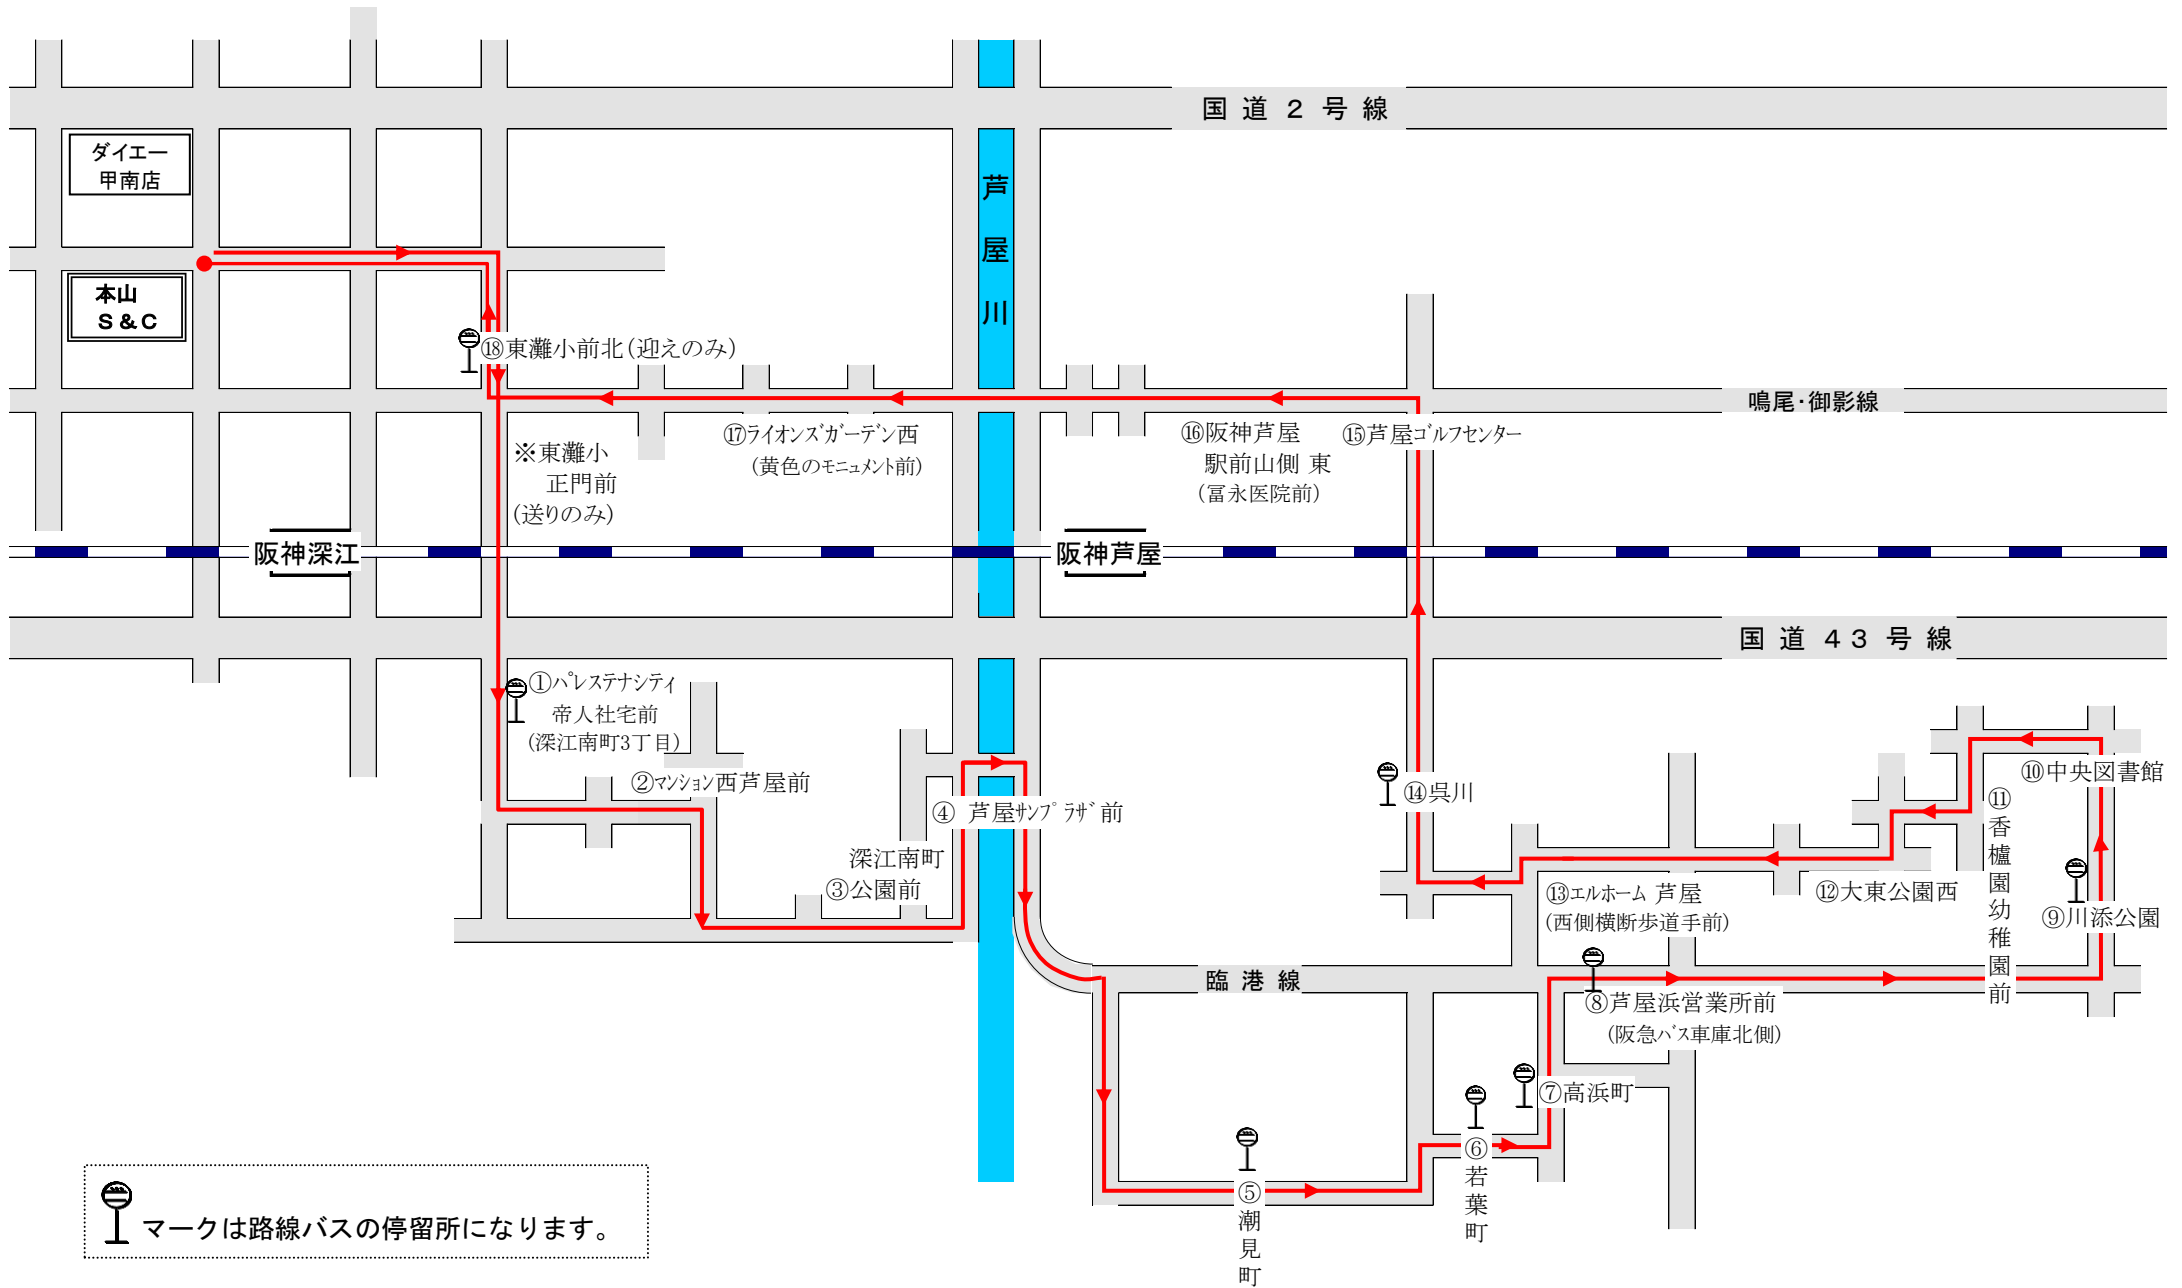 国道２号線
ダイエー
甲南店
芦屋川
本山
Ｓ＆Ｃ
⑱東灘小前北(迎えのみ)
鳴尾･御影線
⑰ﾗｲｵﾝｽﾞｶﾞｰﾃﾞﾝ西
(黄色のﾓﾆｭﾒﾝﾄ前)
⑯阪神芦屋
駅前山側 東
(冨永医院前)
⑮芦屋ｺﾞﾙﾌｾﾝﾀｰ
※東灘小
正門前
(送りのみ)
阪神深江
阪神芦屋
国道４３号線
①ﾊﾟﾚｽﾃﾅｼﾃｨ
帝人社宅前
(深江南町3丁目)
②ﾏﾝｼｮﾝ西芦屋前
④ 芦屋ｻﾝﾌﾟﾗｻﾞ前
深江南町
③公園前
⑭呉川
⑩中央図書館
⑪香櫨園幼稚園前
⑬ｴﾙﾎｰﾑ 芦屋
(西側横断歩道手前)
⑫大東公園西
⑨川添公園
臨港線
⑧芦屋浜営業所前
(阪急ﾊﾞｽ車庫北側)
⑦高浜町
⑥若葉町
⑤潮見町
マークは路線バスの停留所になります。